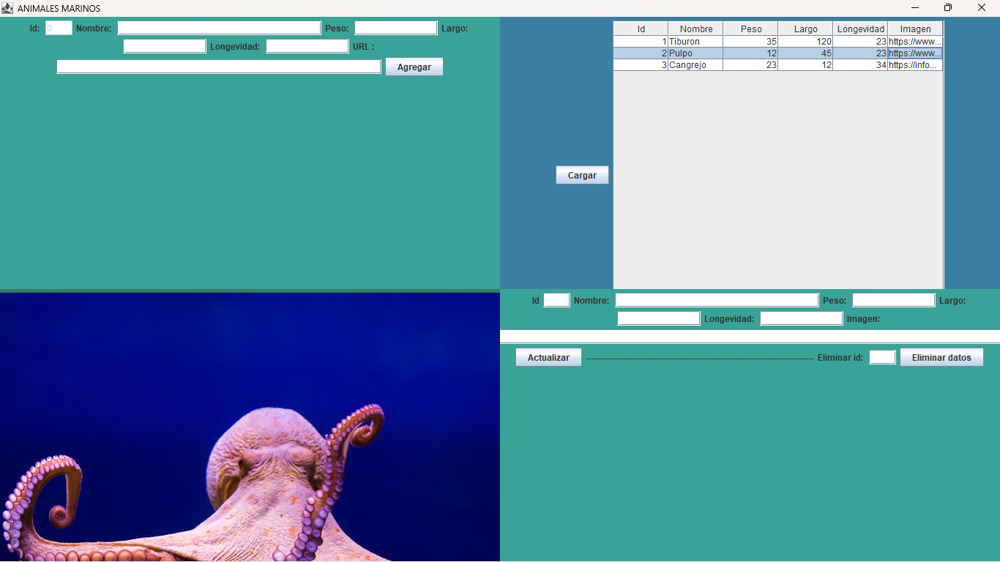 ANIMALES MARINOS
Id: 0 Nombre: Peso: Largo:
Longevidad: URL :
Agregar
Id Nombre Peso Largo Longevidad Imagen
1 Tiburon 35 120 23 https://www...
2 Pulpo 12 45 23 https://www...
3 Cangrejo 23 12 34 https://info...
Cargar
Id Nombre: Peso: Largo:
Longevidad: Imagen:
Actualizar ------------------------------------------------------------------------------ Eliminar id: Eliminar datos